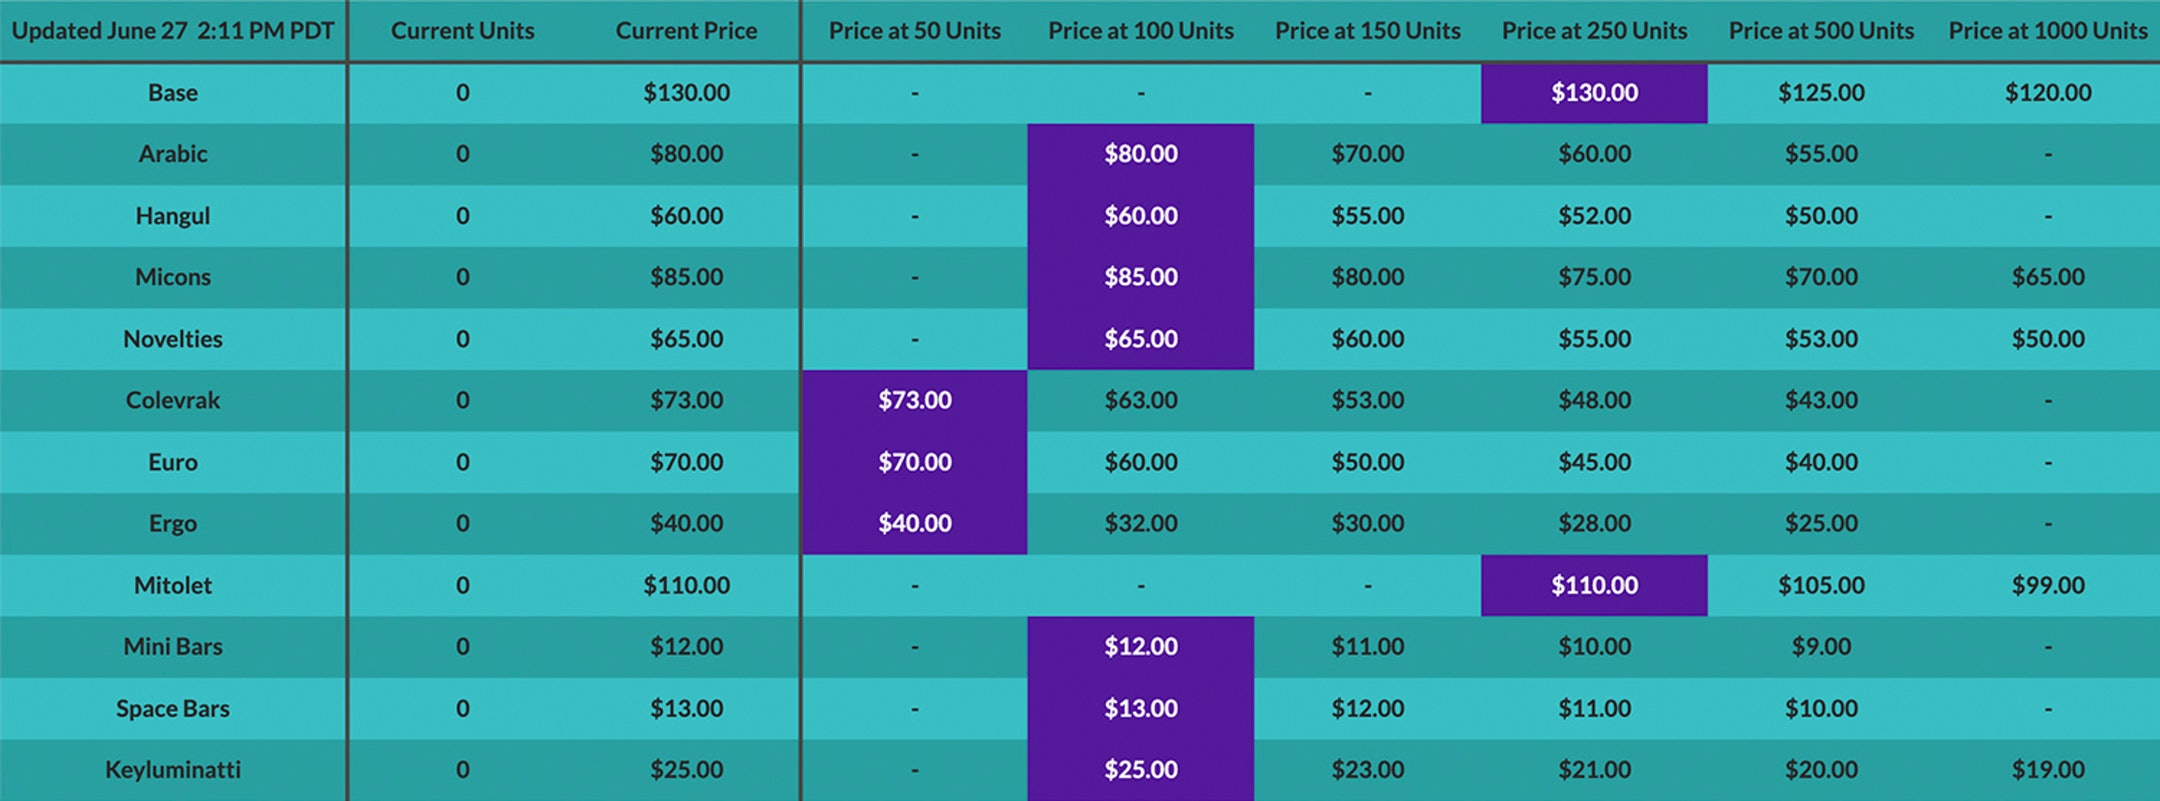 Updated June 27 2:11 PM PDT Current Units Current Price Price at 50 Units Price at 100 Units Price at 150 Units Price at 250 Units Price at 500 Units Price at 1000 Units
Base 0 $130.00 - - - $130.00 $125.00 $120.00
Arabic 0 $80.00 - $80.00 $70.00 $60.00 $55.00 -
Hangul 0 $60.00 - $60.00 $55.00 $52.00 $50.00 -
Micons 0 $85.00 - $85.00 $80.00 $75.00 $70.00 $65.00
Novelties 0 $65.00 - $65.00 $60.00 $55.00 $53.00 $50.00
Colevrak 0 $73.00 $73.00 $63.00 $53.00 $48.00 $43.00 -
Euro 0 $70.00 $70.00 $60.00 $50.00 $45.00 $40.00 -
Ergo 0 $40.00 $40.00 $32.00 $30.00 $28.00 $25.00 -
Mitolet 0 $110.00 - - - $110.00 $105.00 $99.00
Mini Bars 0 $12.00 - $12.00 $11.00 $10.00 $9.00 -
Space Bars 0 $13.00 - $13.00 $12.00 $11.00 $10.00 -
Keyluminatti 0 $25.00 - $25.00 $23.00 $21.00 $20.00 $19.00